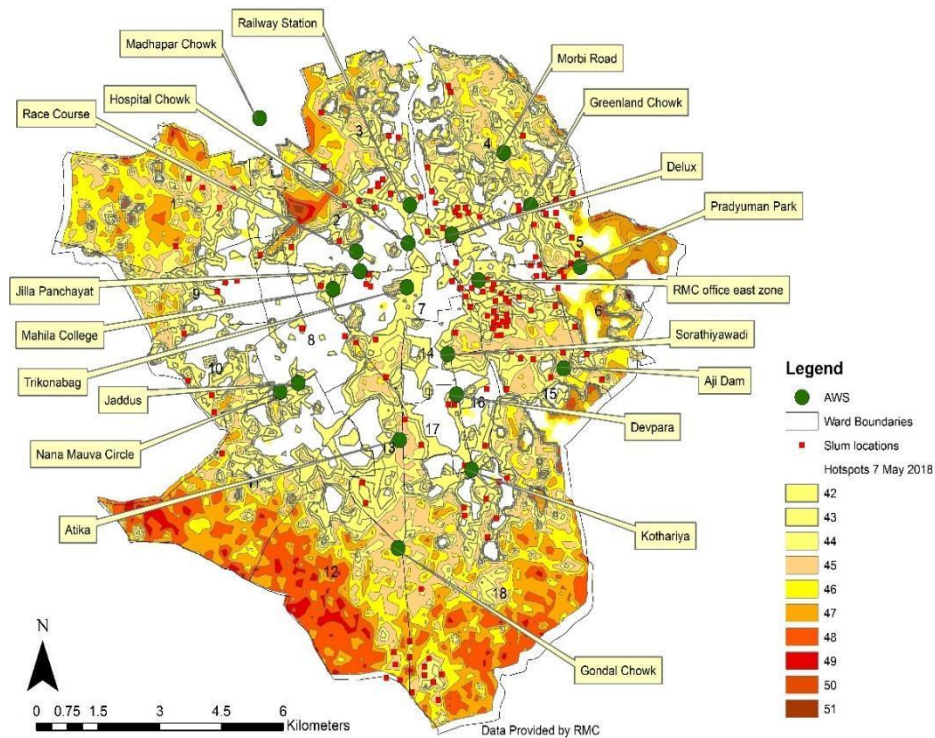 Railway Station
Madhapar Chowk
Morbi Road
Hospital Chowk
Greenland Chowk
Race Course
Delux
Pradyuman Park
3
4
1
2
5
Jilla Panchayat
RMC office east zone
9
7
6
Mahila College
8
Sorathiyawadi
14
Trikonabag
10
Aji Dam
Jaddus
15
16
Devpara
Nana Mauva Circle
17
13
11
Atika
Kothariya
12
18
Gondal Chowk
Legend
AWS
Ward Boundaries
Slum locations
Hotspots 7 May 2018
42
43
44
45
46
47
48
49
50
51
N
0 0.75 1.5 3 4.5 6
Kilometers
Data Provided by RMC